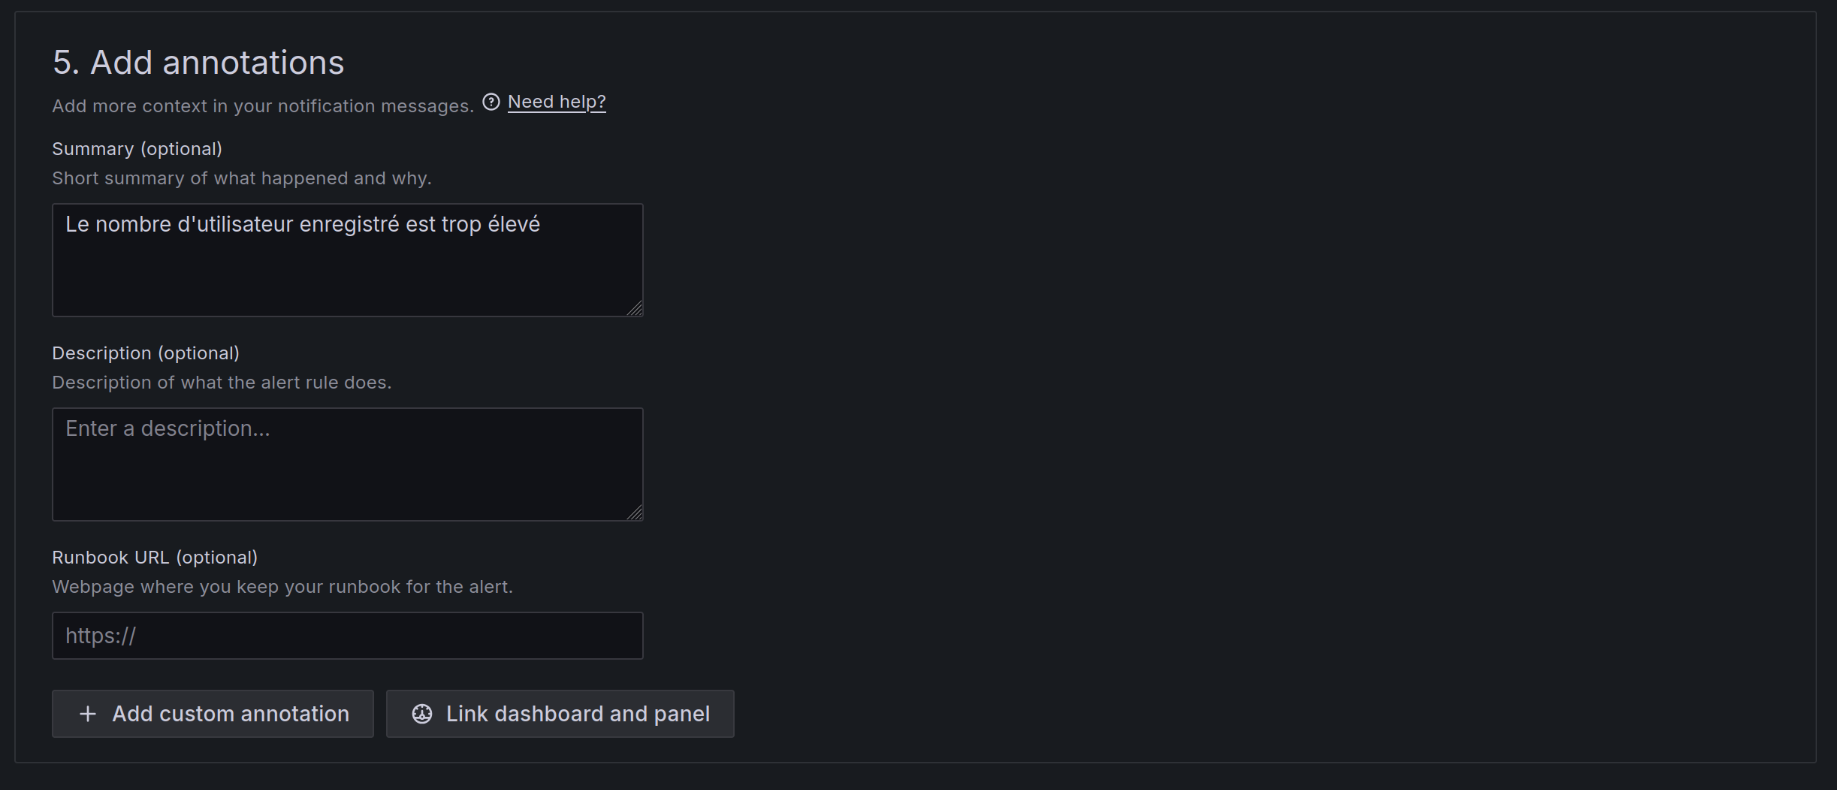 5. Add annotations
Add more context in your notification messages. Need help?
Summary (optional)
Short summary of what happened and why.
Le nombre d'utilisateur enregistré est trop élevé
Description (optional)
Description of what the alert rule does.
Enter a description...
Runbook URL (optional)
Webpage where you keep your runbook for the alert.
https://
Add custom annotation
Link dashboard and panel